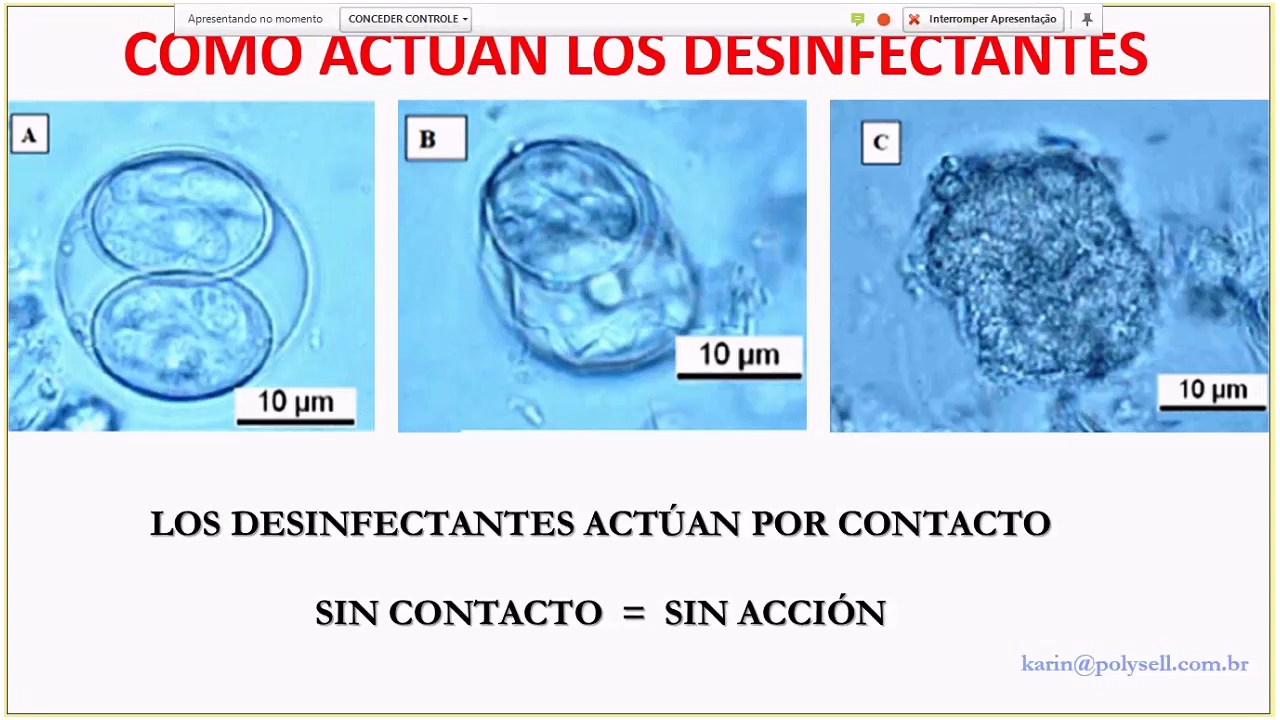 Apresentando no momento CONCEDER CONTROLE Interromper Apresentação
COMO ACTUAN LOS DESINFECTANTES
A B C
10 µm 10 µm 10 µm
LOS DESINFECTANTES ACTÚAN POR CONTACTO
SIN CONTACTO = SIN ACCIÓN
karin@polysell.com.br